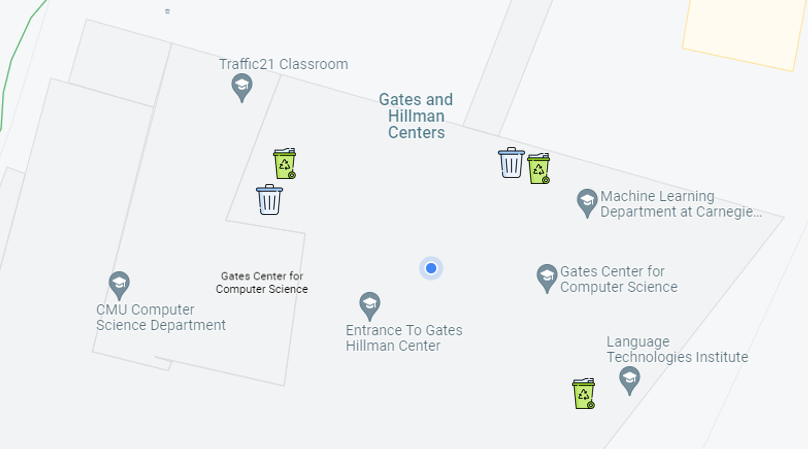 Traffic21 Classroom
Gates and
Hillman
Centers
Machine Learning
Department at Carnegie...
Gates Center for
Computer Science
Gates Center for
Computer Science
CMU Computer
Science Department
Entrance To Gates
Hillman Center
Language
Technologies Institute